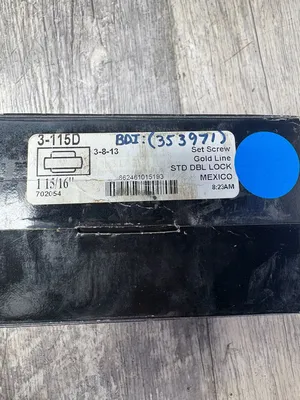 3-115D
BDI: (353971)
3-8-13
Set Screw
Gold Line
STD DBL LOCK
1 15/16"
MEXICO
702054
662461015193
8:23AM